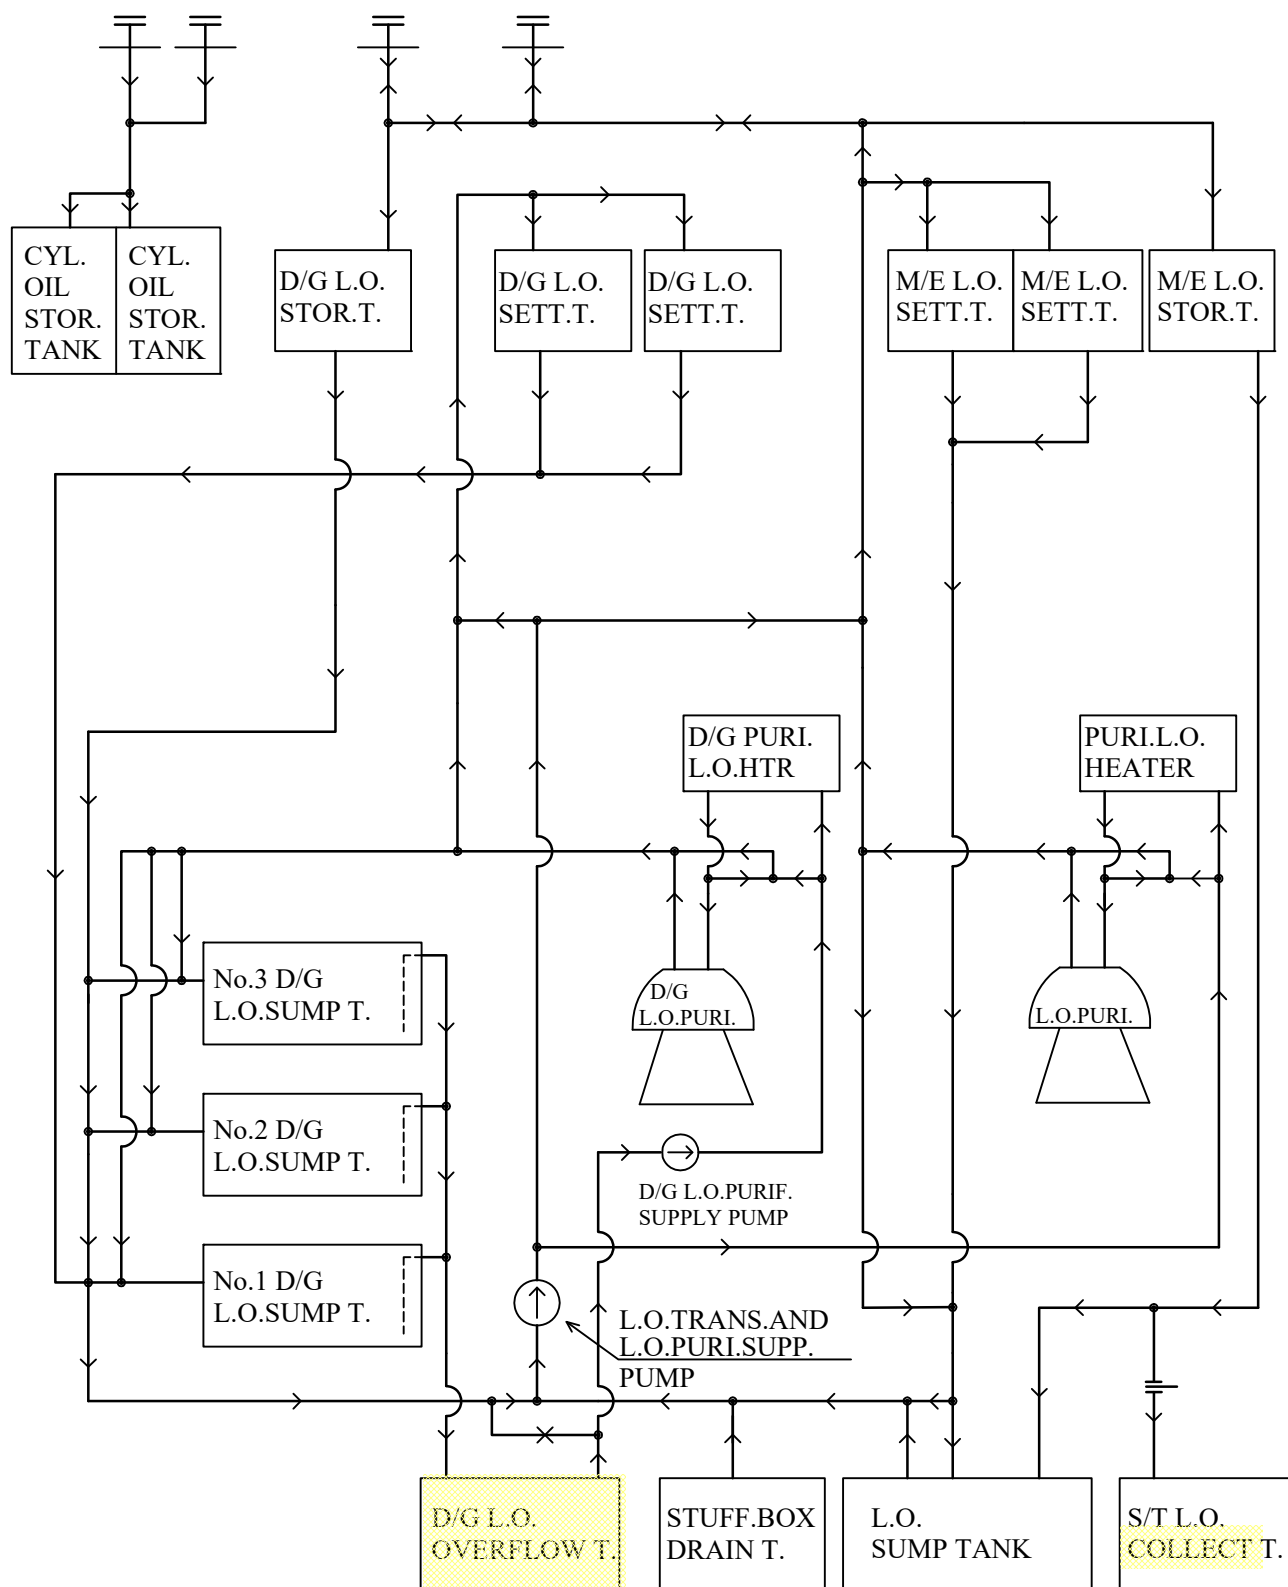 CYL.
OIL
STOR.
TANK
CYL.
OIL
STOR.
TANK
D/G L.O.
STOR.T.
D/G L.O.
SETT.T.
D/G L.O.
SETT.T.
M/E L.O.
SETT.T.
M/E L.O.
SETT.T.
M/E L.O.
STOR.T.
D/G PURI.
L.O.HTR
PURI.L.O.
HEATER
No.3 D/G
L.O.SUMP T.
D/G
L.O.PURI.
L.O.PURI.
No.2 D/G
L.O.SUMP T.
D/G L.O.PURIF.
SUPPLY PUMP
No.1 D/G
L.O.SUMP T.
L.O.TRANS.AND
L.O.PURI.SUPP.
PUMP
D/G L.O.
OVERFLOW T.
STUFF.BOX
DRAIN T.
L.O.
SUMP TANK
S/T L.O.
COLLECT T.